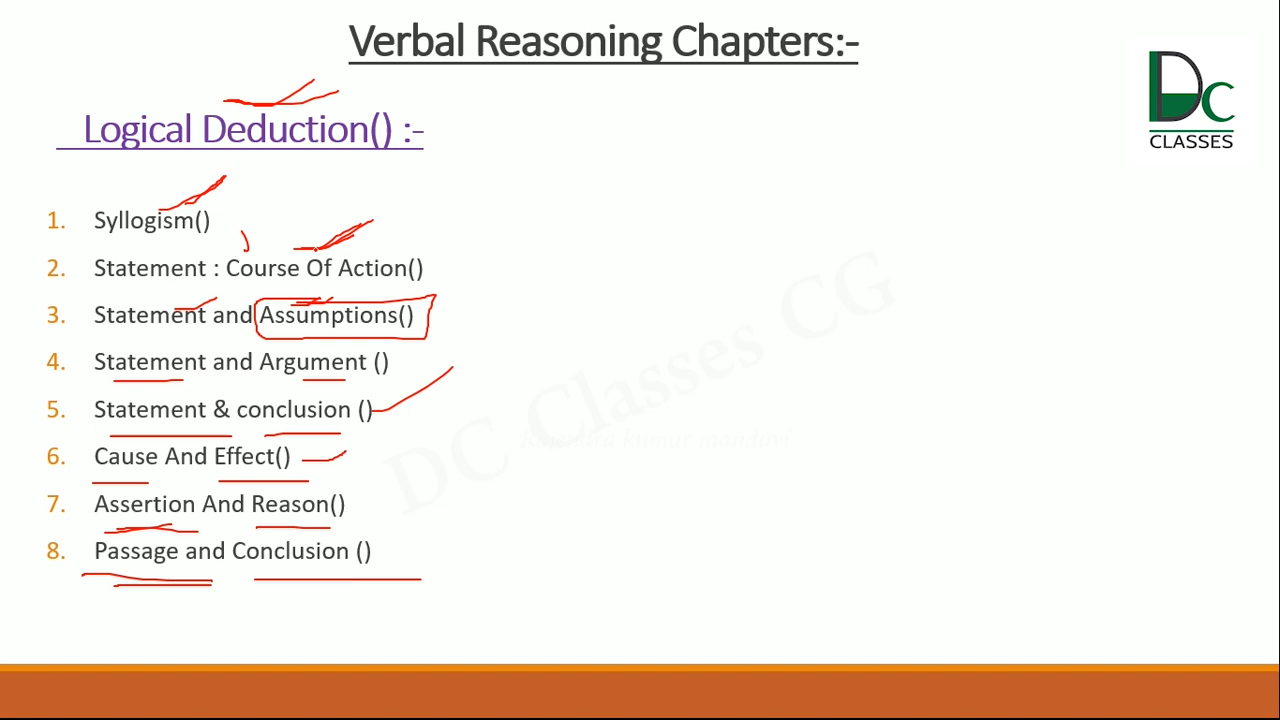 Verbal Reasoning Chapters:-
DC
CLASSES
Logical Deduction() :-
1. Syllogism()
2. Statement : Course Of Action()
3. Statement and Assumptions()
4. Statement and Argument ()
5. Statement & conclusion ()
6. Cause And Effect()
7. Assertion And Reason()
8. Passage and Conclusion ()
DC Classes CG